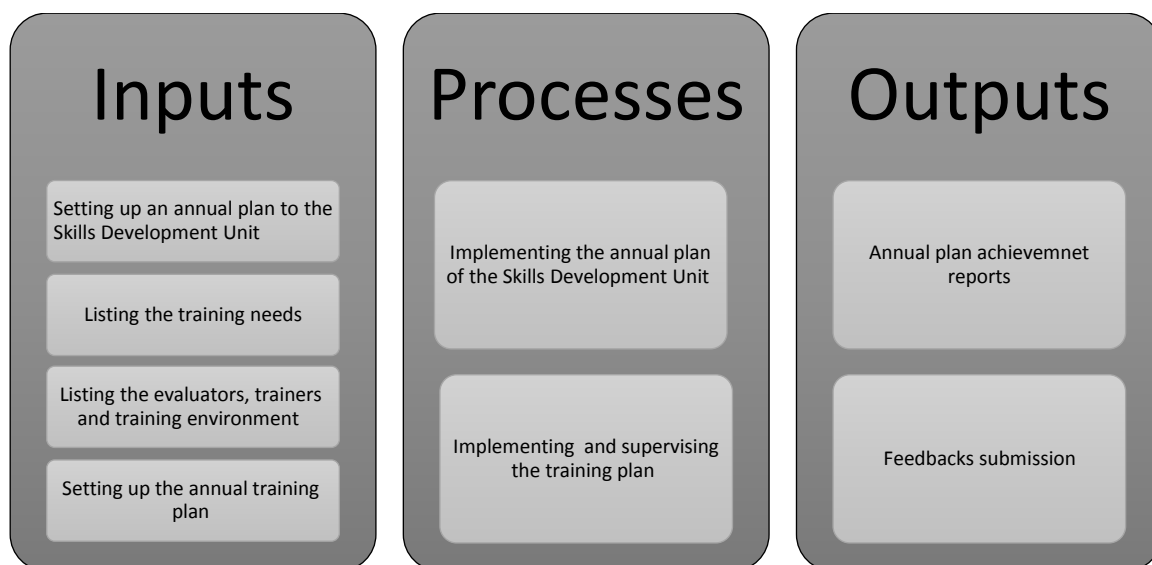 Inputs
Setting up an annual plan to the
Skills Development Unit
Listing the training needs
Listing the evaluators, trainers
and training environment
Setting up the annual training
plan
Processes
Implementing the annual plan
of the Skills Development Unit
Implementing  and supervising
the training plan
Outputs
Annual plan achievemnet
reports
Feedbacks submission